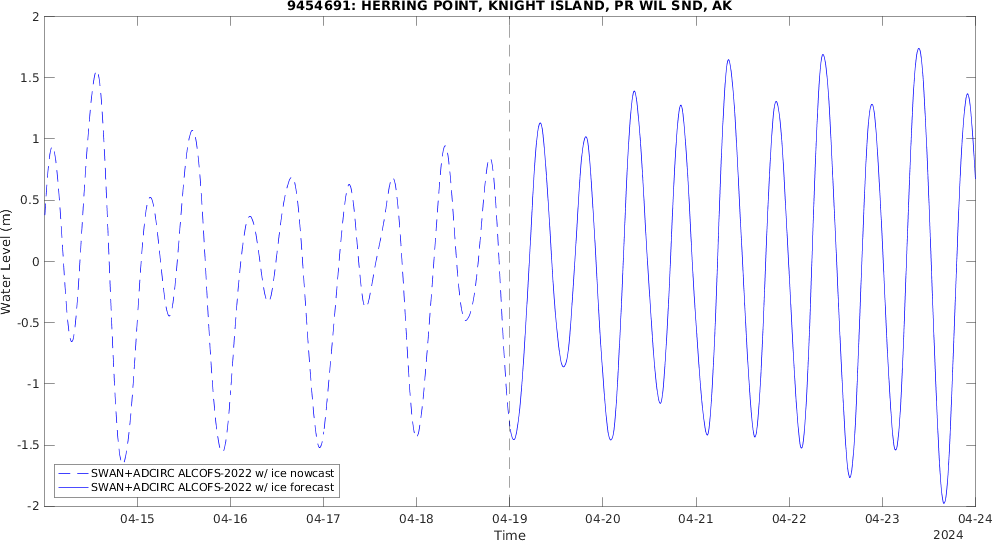 9454691: HERRING POINT, KNIGHT ISLAND, PR WIL SND, AK
2
1.5
1
0.5
0
-0.5
-1
-1.5
-2
Water Level (m)
SWAN+ADCIRC ALCOFS-2022 w/ ice nowcast
SWAN+ADCIRC ALCOFS-2022 w/ ice forecast
04-15 04-16 04-17 04-18 04-19 04-20 04-21 04-22 04-23 04-24
Time
2024